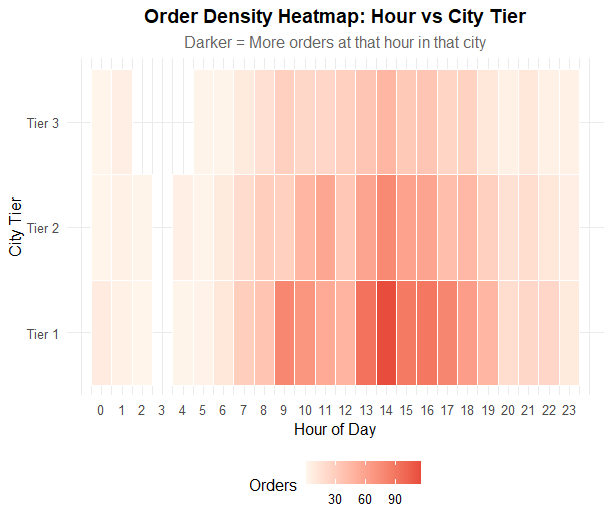 Order Density Heatmap: Hour vs City Tier
Darker = More orders at that hour in that city
City Tier
Tier 3
Tier 2
Tier 1
0 1 2 3 4 5 6 7 8 9 10 11 12 13 14 15 16 17 18 19 20 21 22 23
Hour of Day
Orders
30 60 90